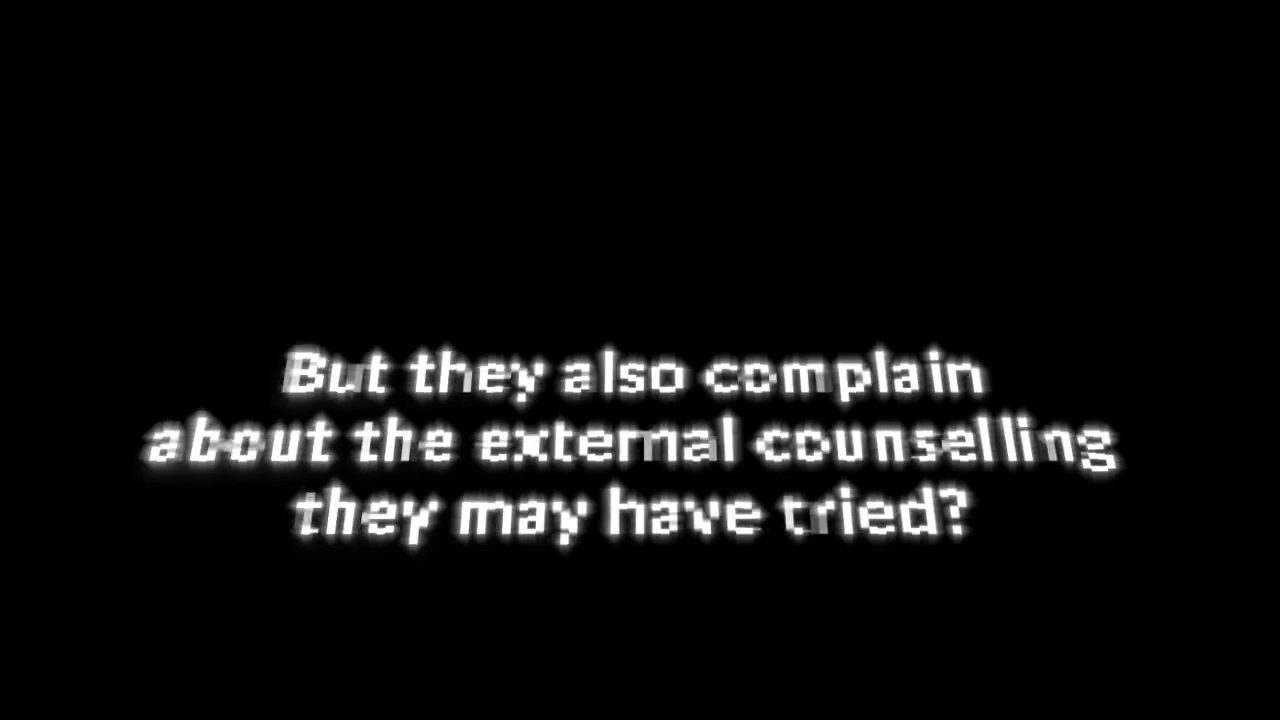 But they also complain
about the external counselling
they may have tried?